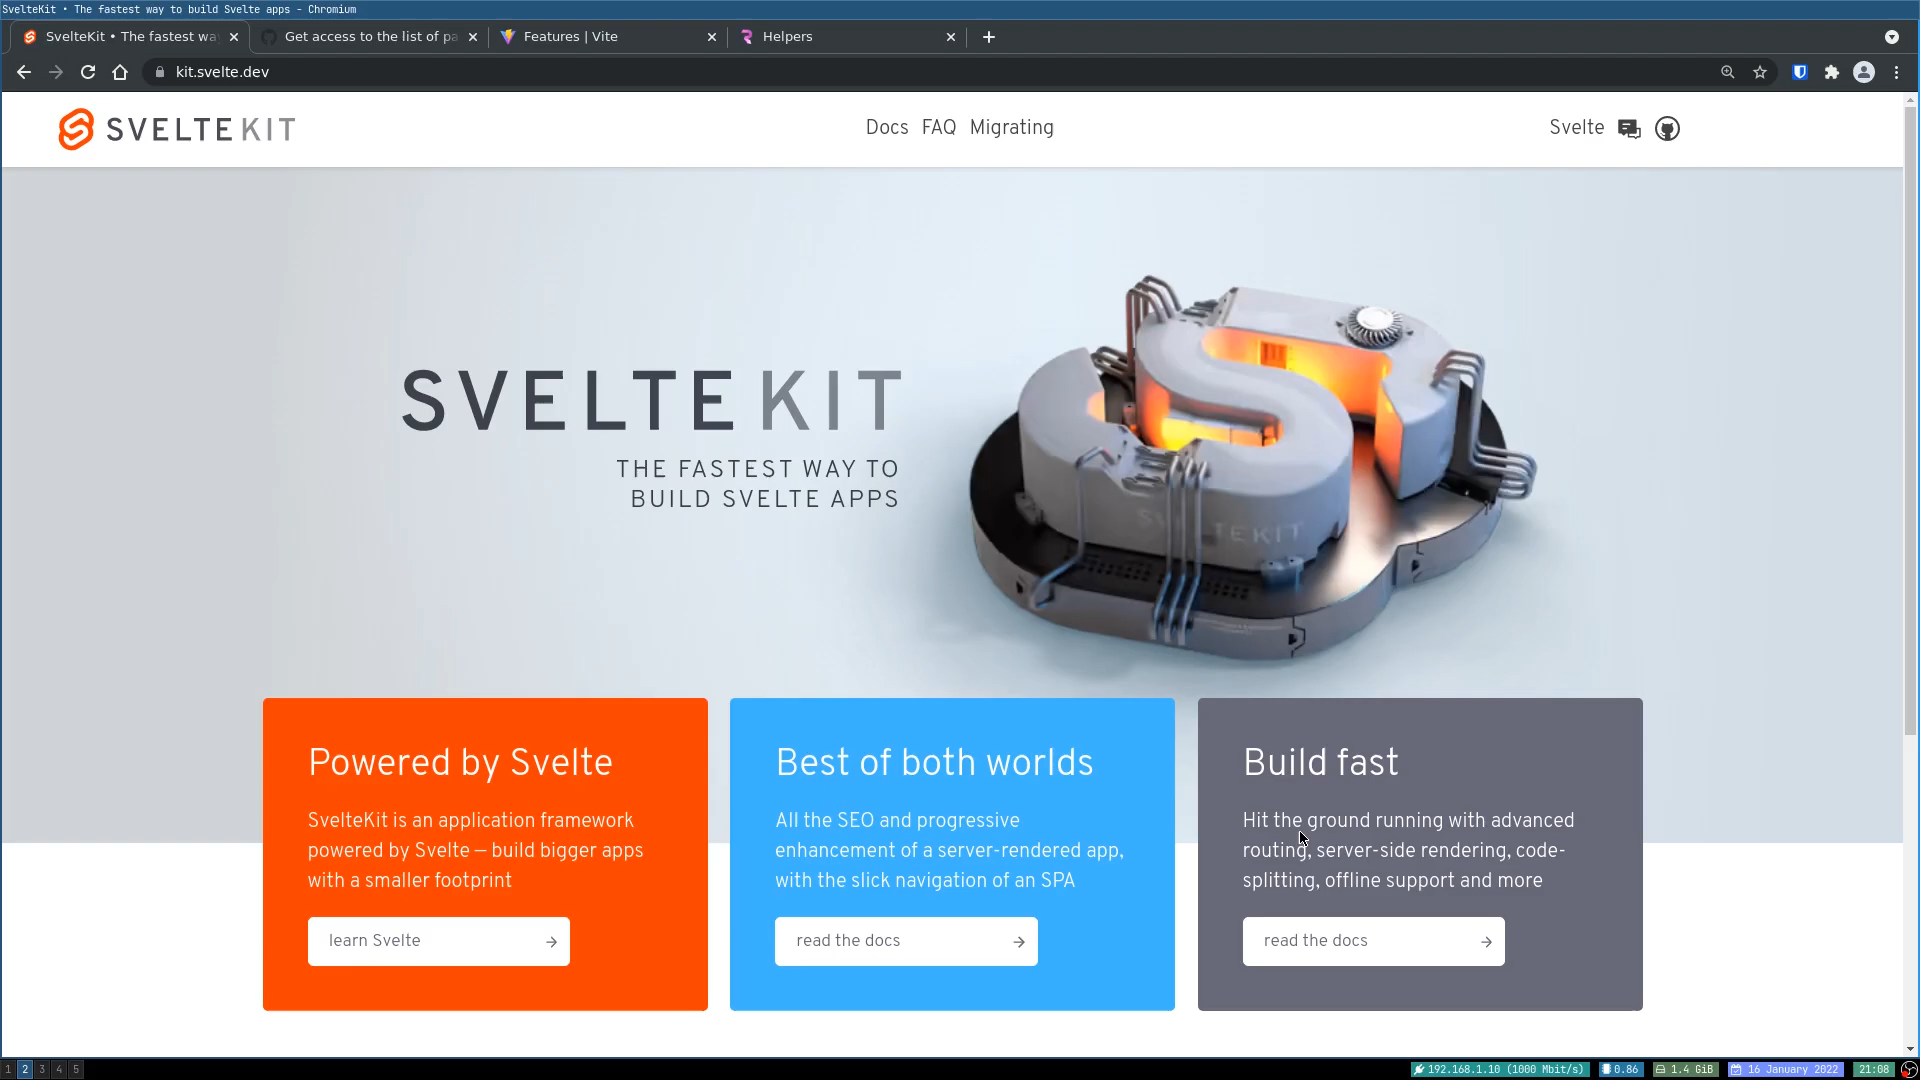 SvelteKit • The fastest way to build Svelte apps - Chromium
SvelteKit • The fastest wa
Get access to the list of pa
Features | Vite
Helpers
kit.svelte.dev
SVELTEKIT
Docs FAQ Migrating
Svelte
SVELTEKIT
THE FASTEST WAY TO
BUILD SVELTE APPS
SVELTEKIT
Powered by Svelte
SvelteKit is an application framework
powered by Svelte — build bigger apps
with a smaller footprint
learn Svelte
Best of both worlds
All the SEO and progressive
enhancement of a server-rendered app,
with the slick navigation of an SPA
read the docs
Build fast
Hit the ground running with advanced
routing, server-side rendering, code-
splitting, offline support and more
read the docs
1 2 3 4 5
192.168.1.10 (1000 Mbit/s)
0.86
1.4 GiB
16 January 2022
21:08